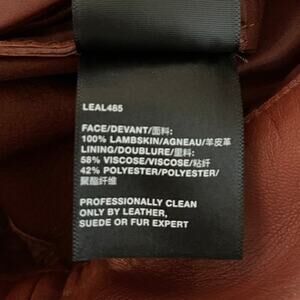 LEAL485
FACE/DEVANT/面料:
100% LAMBSKIN/AGNEAU/羊皮革
LINING/DOUBLURE/里料:
58% VISCOSE/VISCOSE/粘纤
42% POLYESTER/POLYESTER/
聚酯纤维
PROFESSIONALLY CLEAN
ONLY BY LEATHER,
SUEDE OR FUR EXPERT